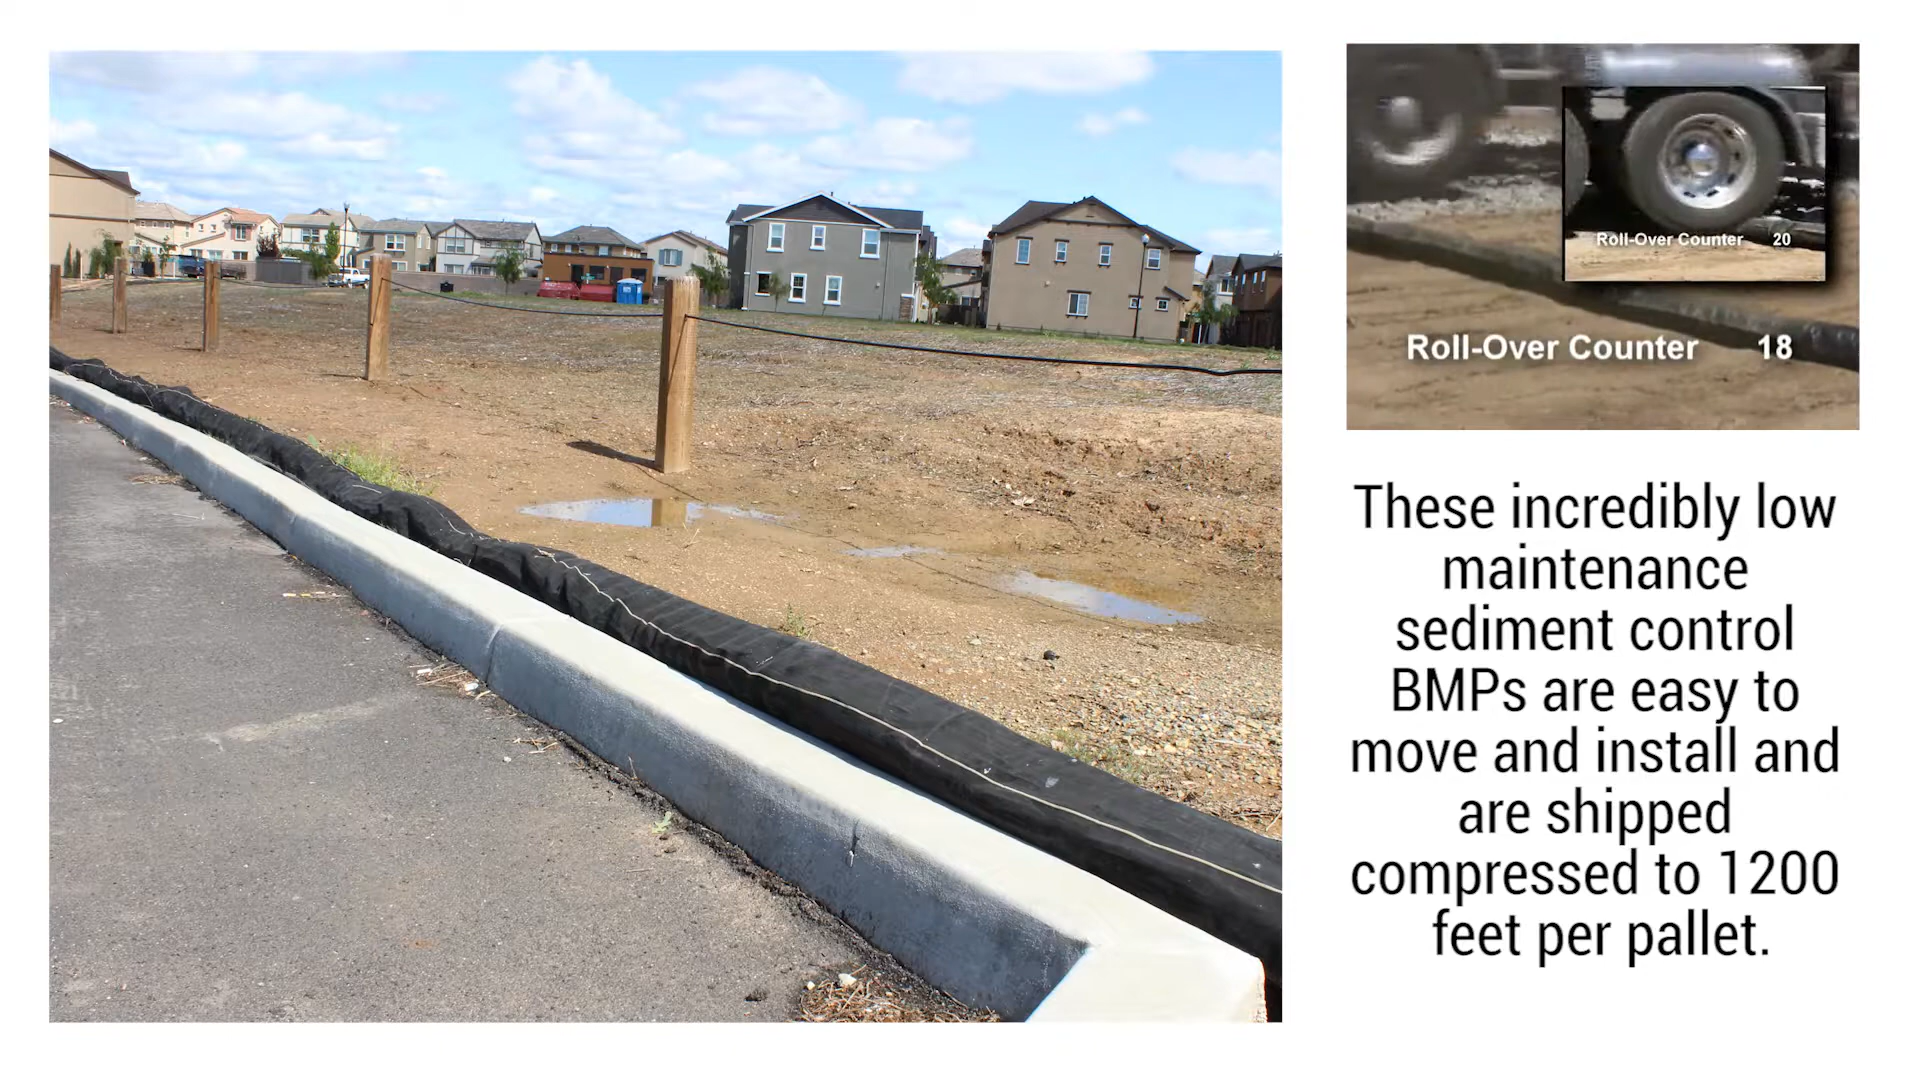 Roll-Over Counter 20
Roll-Over Counter 18
These incredibly low
maintenance
sediment control
BMPs are easy to
move and install and
are shipped
compressed to 1200
feet per pallet.